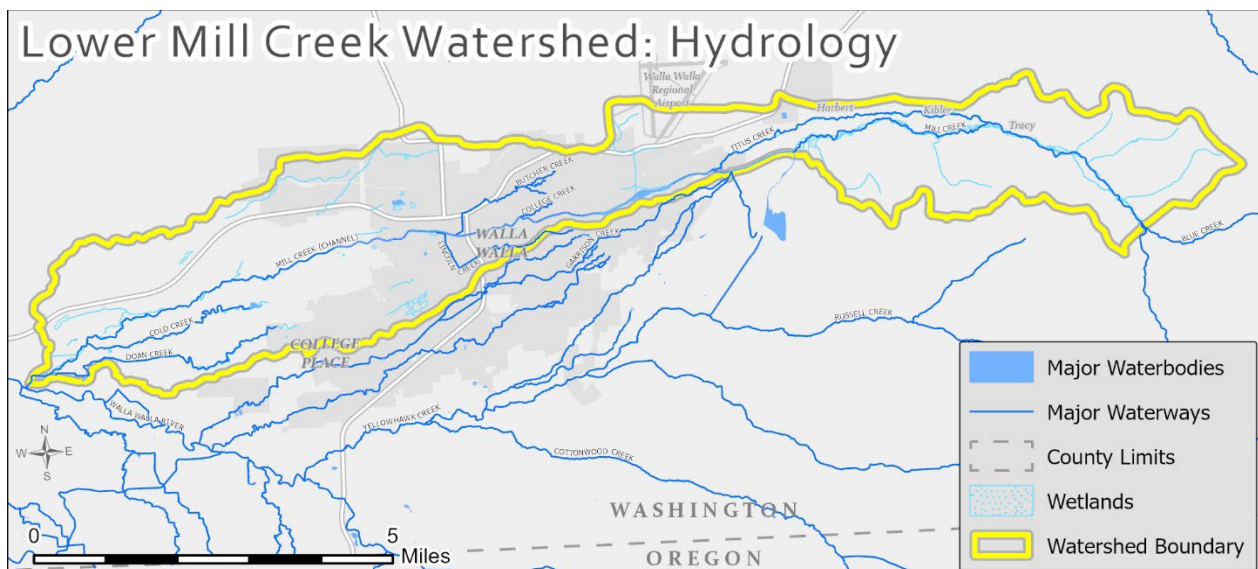 Lower Mill Creek Watershed: Hydrology
Walla Walla
Regional
Airport
Harbert
Kibler
Tracy
TITUS CREEK
MILL CREEK
BUTCHER CREEK
COLLEGE CREEK
BLUE CREEK
WALLA
WALLA
LINCOLN
CREEK
GARRISON CREEK
MILL CREEK (CHANNEL)
COLD CREEK
DOAN CREEK
COLLEGE
PLACE
RUSSELL CREEK
WALLA WALLA RIVER
YELLOWHAWK CREEK
COTTONWOOD CREEK
N
W
E
S
WASHINGTON
OREGON
0
5
Miles
Major Waterbodies
Major Waterways
County Limits
Wetlands
Watershed Boundary